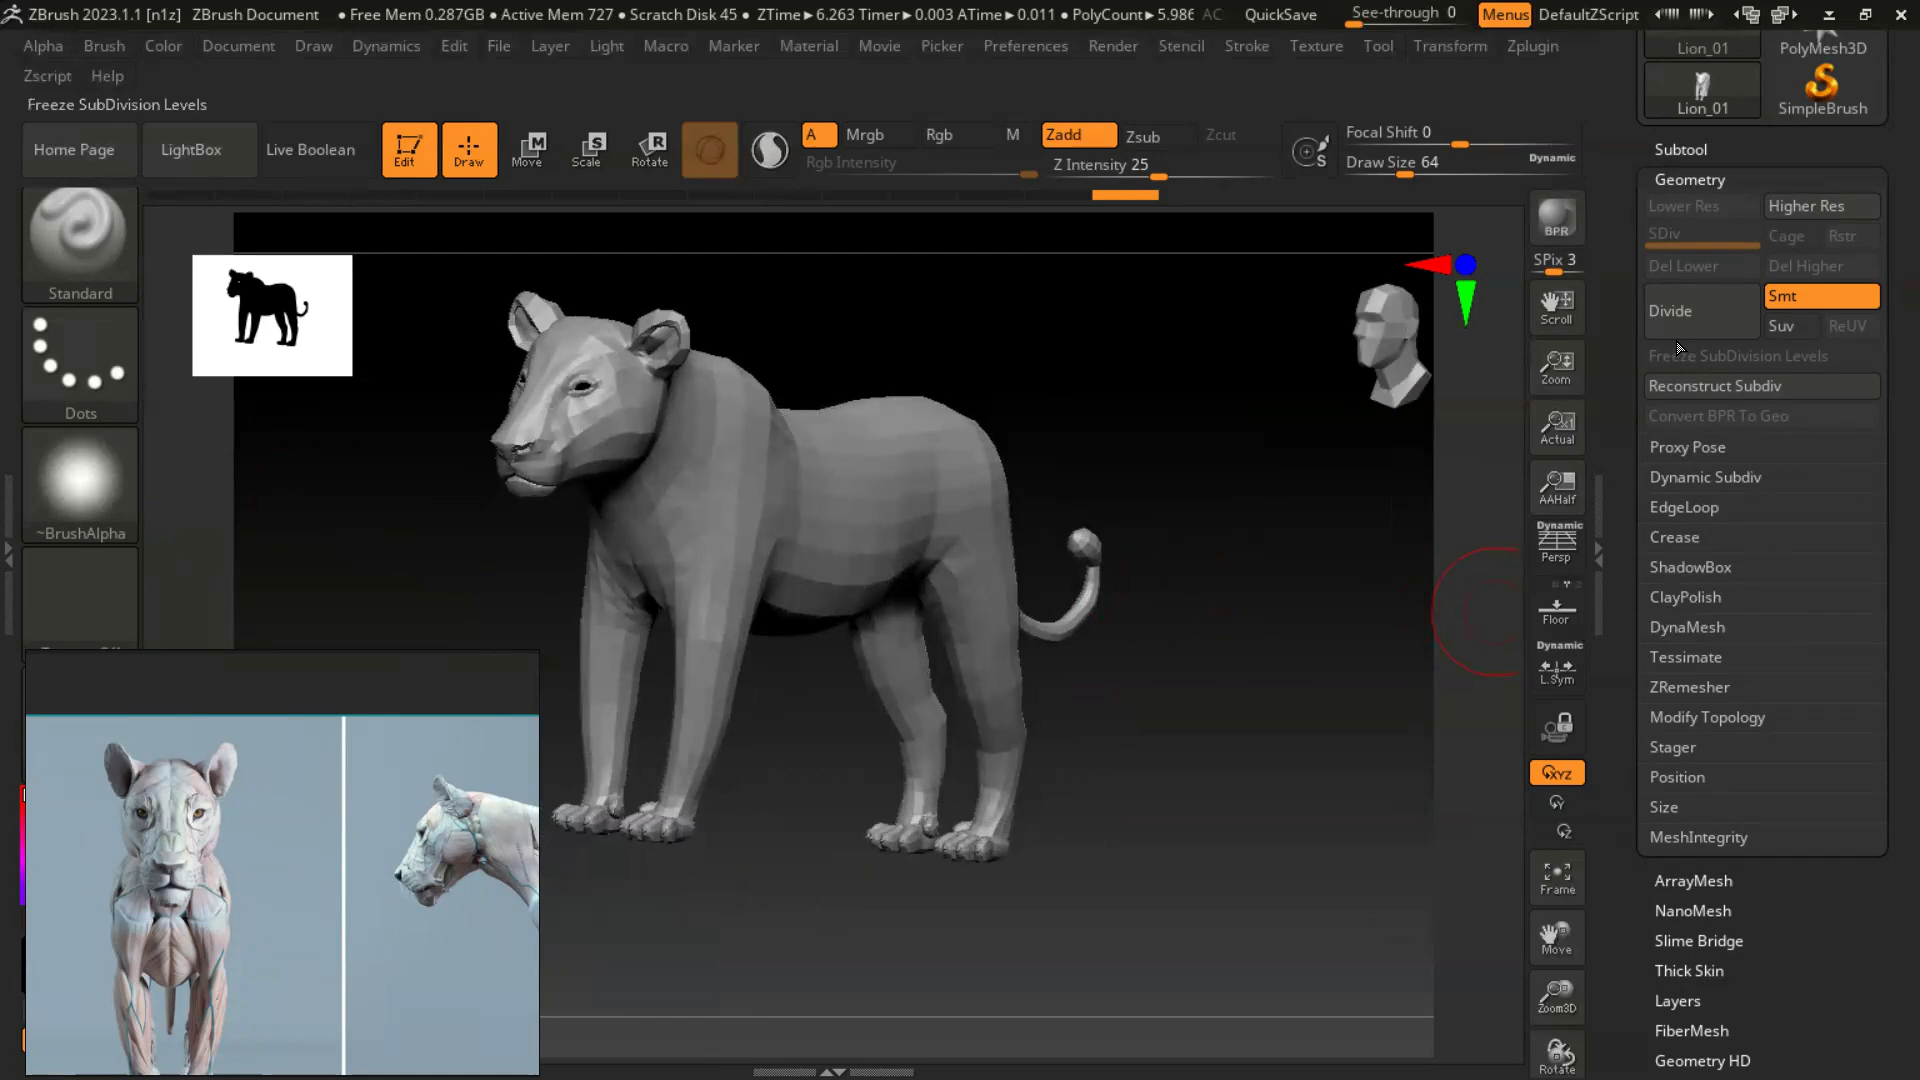 ZBrush 2023.1.1 [n1z] ZBrush Document ● Free Mem 0.287GB ● Active Mem 727 ● Scratch Disk 45 ● ZTime►6.263 Timer►0.003 ATime►0.011 ● PolyCount►5.986 AC QuickSave See-through 0 Menus DefaultZScript
Alpha Brush Color Document Draw Dynamics Edit File Layer Light Macro Marker Material Movie Picker Preferences Render Stencil Stroke Texture Tool Transform Zplugin
Zscript Help
Freeze SubDivision Levels
Home Page LightBox Live Boolean Edit Draw Move Scale Rotate A Mrgb Rgb M Zadd Zsub Zcut Focal Shift 0
Rgb Intensity Z Intensity 25 S Draw Size 64 Dynamic
Standard
Dots
~BrushAlpha
BPR
SPix 3
Scroll
Zoom
Actual
AAHalf
Dynamic
Persp
Floor
Dynamic
L.Sym
XYZ
Y
Z
Frame
Move
Zoom3D
Rotate
Lion_01 PolyMesh3D
Lion_01 SimpleBrush
Subtool
Geometry
Lower Res Higher Res
SDiv Cage Rstr
Del Lower Del Higher
Divide Smt
Suv ReUV
Freeze SubDivision Levels
Reconstruct Subdiv
Convert BPR To Geo
Proxy Pose
Dynamic Subdiv
EdgeLoop
Crease
ShadowBox
ClayPolish
DynaMesh
Tessimate
ZRemesher
Modify Topology
Stager
Position
Size
MeshIntegrity
ArrayMesh
NanoMesh
Slime Bridge
Thick Skin
Layers
FiberMesh
Geometry HD